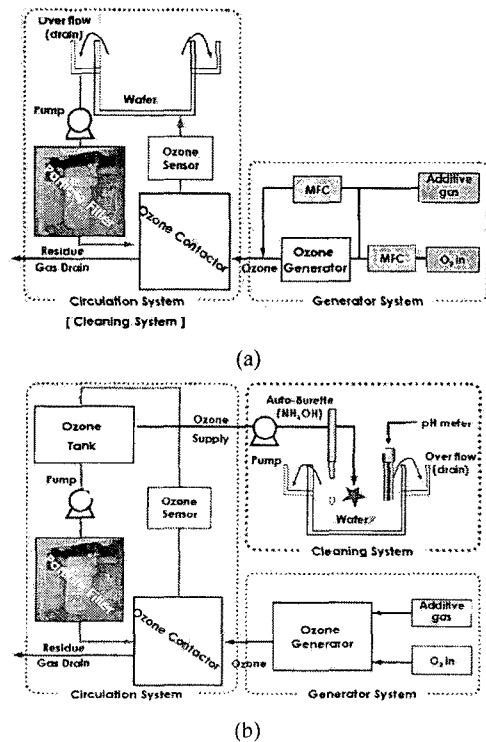 Over flow
(drain)
Wafer
Pump
Ozone
Sensor
Particle Filter
Ozone Contactor
Residue
Gas Drain
Circulation System
[ Cleaning System ]
MFC
Additive
gas
Ozone
Ozone
Generator
MFC
O₂ in
Generator System
(a)
Auto-Burette
(NH₄OH)
Ozone
Tank
Ozone
Supply
pH meter
Pump
Over flow
(drain)
Pump
Ozone
Sensor
Water
Cleaning System
Ozone Contactor
Residue
Gas Drain
Circulation System
Ozone
Ozone
Generator
Additive
gas
O₂ in
Generator System
(b)